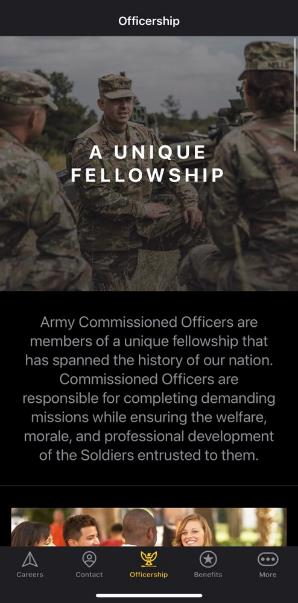 Officership
A UNIQUE
FELLOWSHIP
Army Commissioned Officers are
members of a unique fellowship that
has spanned the history of our nation.
Commissioned Officers are
responsible for completing demanding
missions while ensuring the welfare,
morale, and professional development
of the Soldiers entrusted to them.
Careers
Contact
Officership
Benefits
More